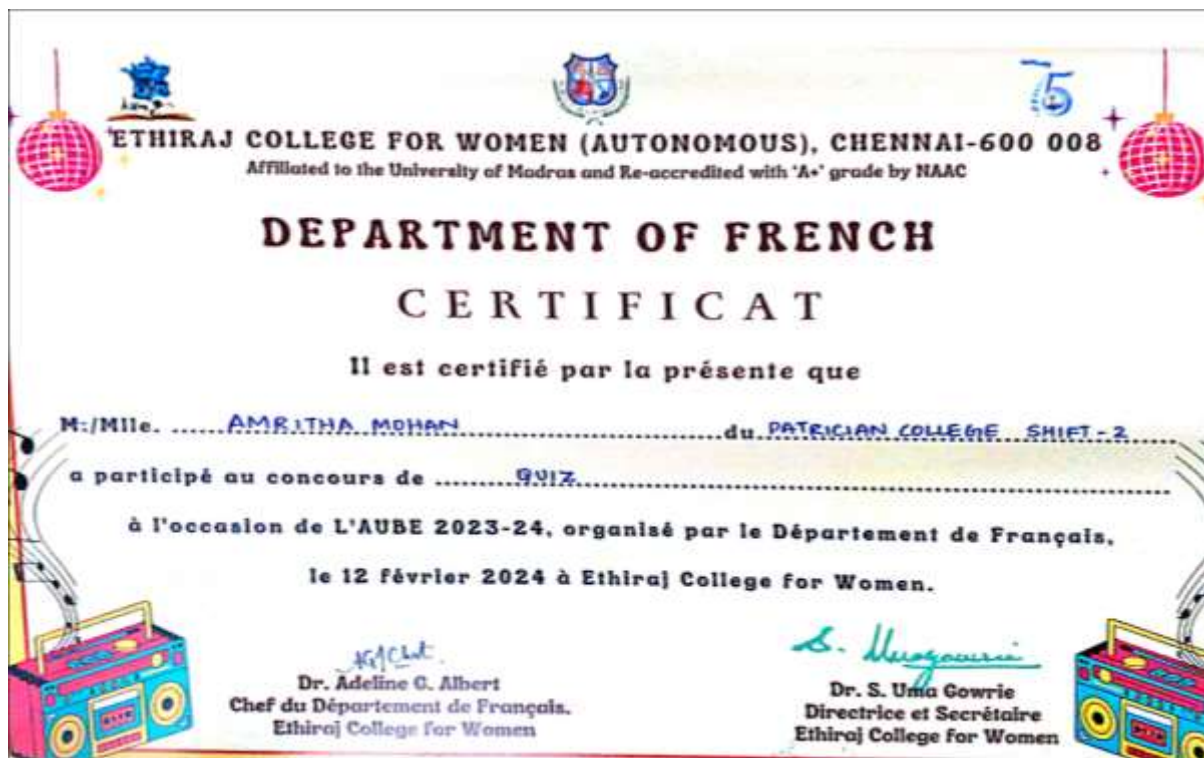 75
ETHIRAJ COLLEGE FOR WOMEN (AUTONOMOUS), CHENNAI-600 008
Affiliated to the University of Madras and Re-accredited with "A+" grade by NAAC
DEPARTMENT OF FRENCH
CERTIFICAT
Il est certifié par la présente que
M./Mlle. AMRITHA MOHAN du PATRICIAN COLLEGE SHIFT-2
a participé au concours de QUIZ
à l'occasion de L'AUBE 2023-24, organisé par le Département de Français,
le 12 février 2024 à Ethiraj College for Women.
Dr. Adeline C. Albert
Chef du Département de Français.
Ethiraj College for Women
Dr. S. Uma Gowrie
Directrice et Secrétaire
Ethiraj College for Women